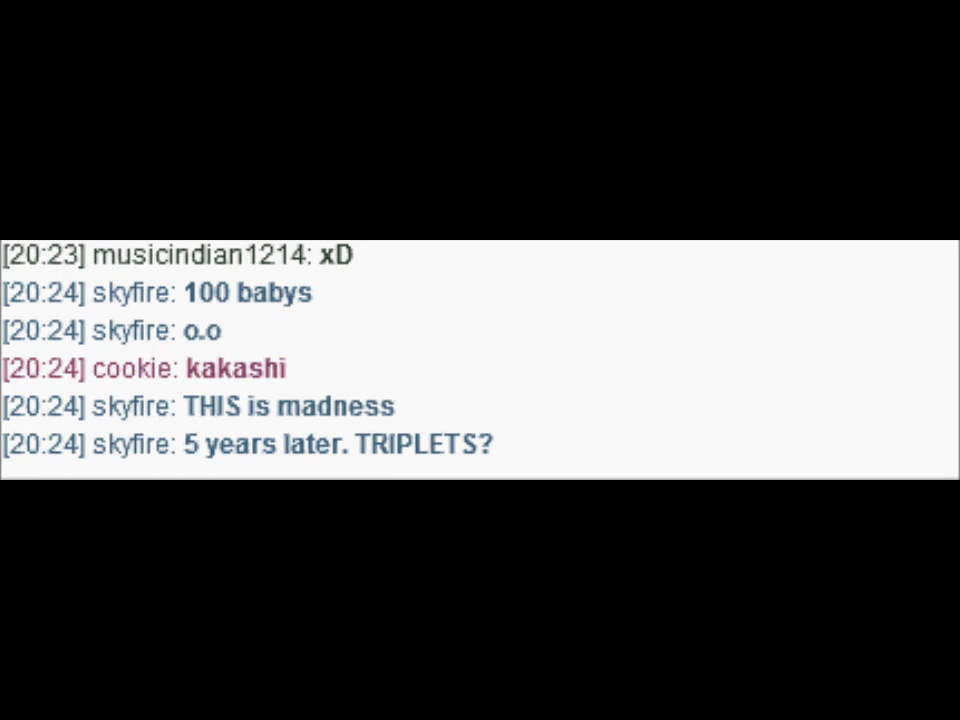 [20:23] musicindian1214: xD
[20:24] skyfire: 100 babys
[20:24] skyfire: o.o
[20:24] cookie: kakashi
[20:24] skyfire: THIS is madness
[20:24] skyfire: 5 years later. TRIPLETS?